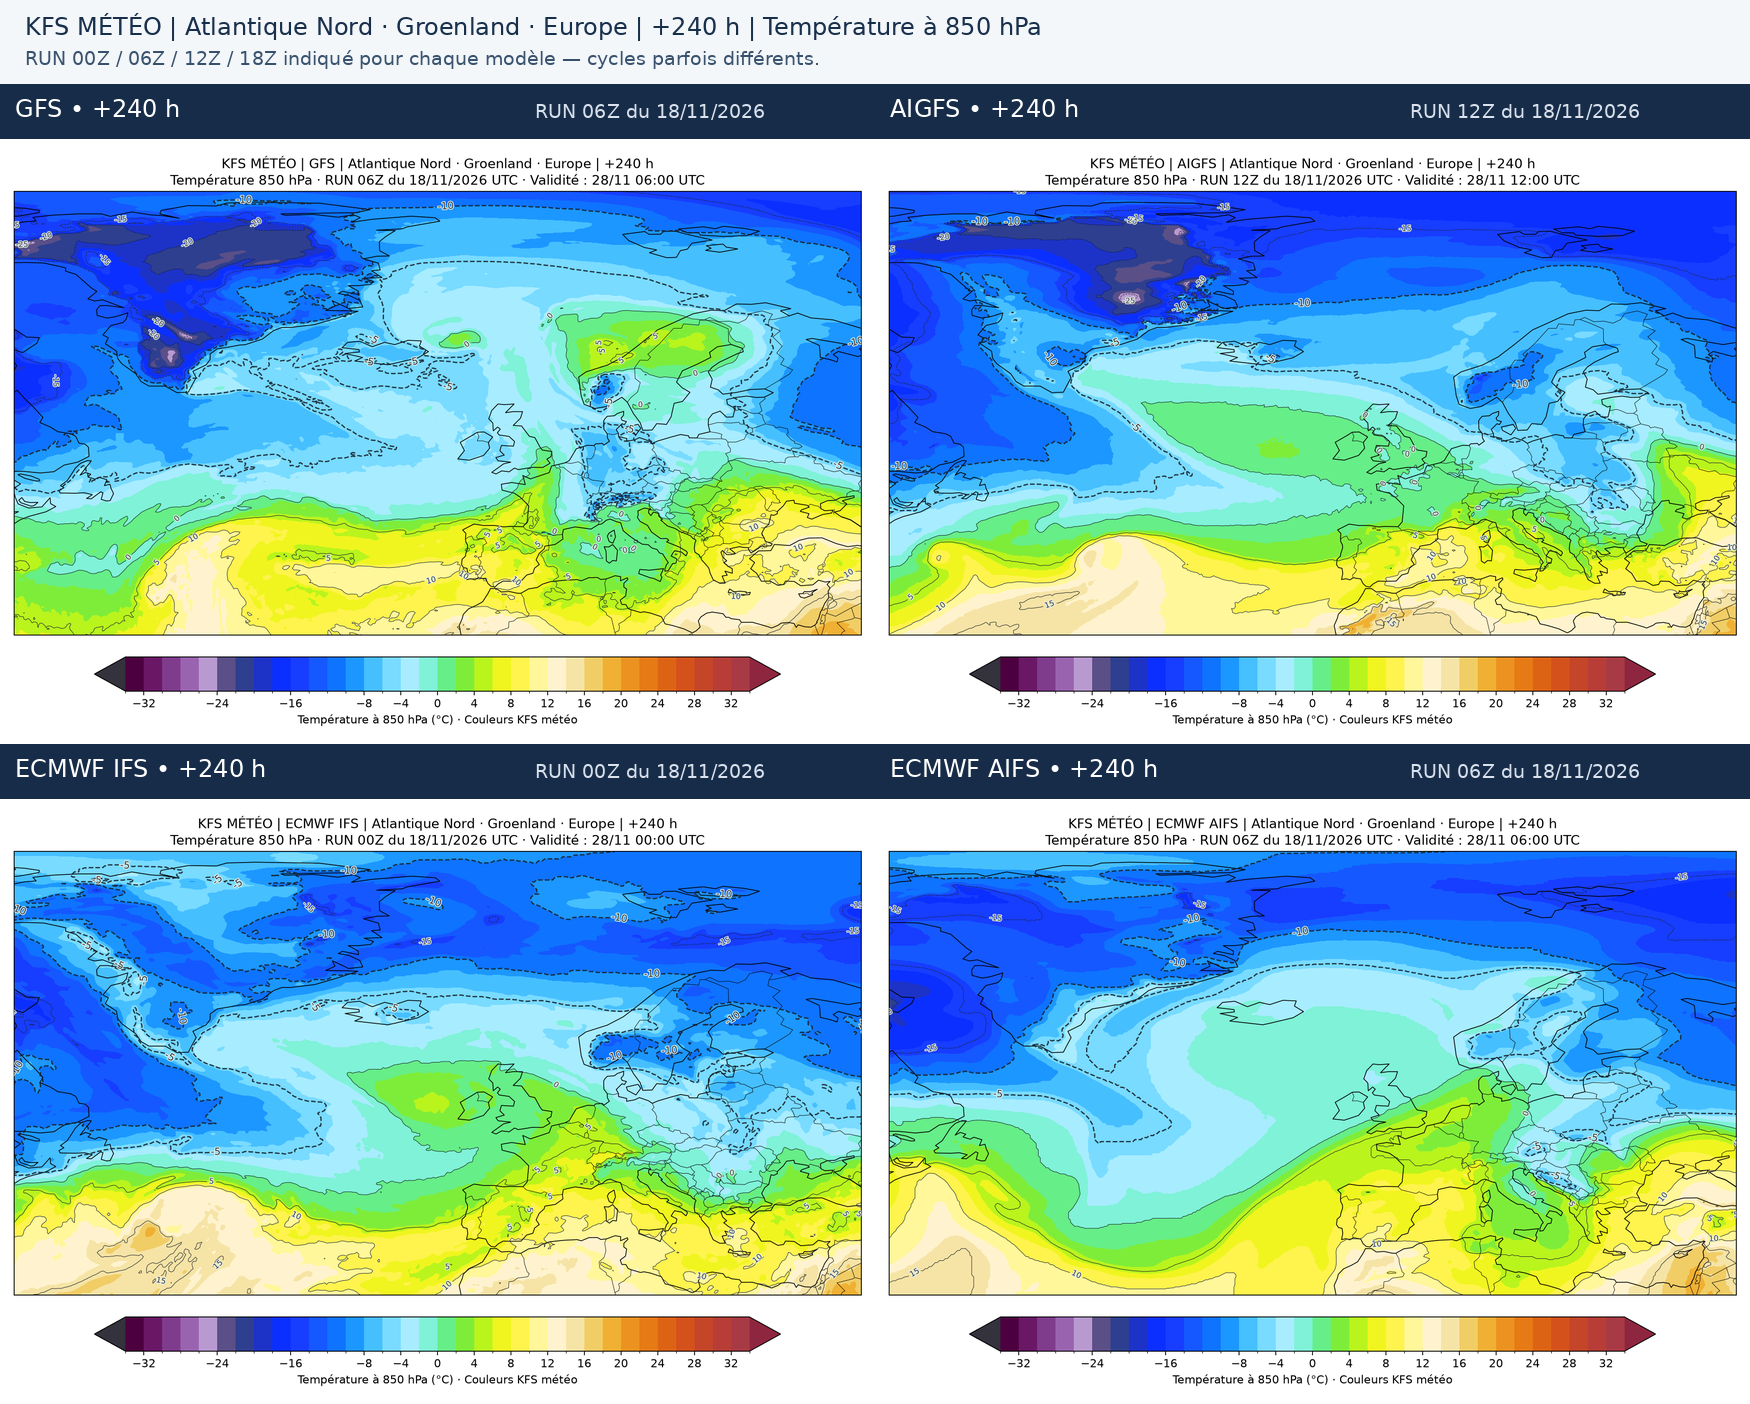 KFS MÉTÉO | Atlantique Nord · Groenland · Europe | +240 h | Température à 850 hPa
RUN 00Z / 06Z / 12Z / 18Z indiqué pour chaque modèle — cycles parfois différents.
GFS • +240 h RUN 06Z du 18/11/2026
AIGFS • +240 h RUN 12Z du 18/11/2026
KFS MÉTÉO | GFS | Atlantique Nord · Groenland · Europe | +240 h
Température 850 hPa · RUN 06Z du 18/11/2026 UTC · Validité : 28/11 06:00 UTC
KFS MÉTÉO | AIGFS | Atlantique Nord · Groenland · Europe | +240 h
Température 850 hPa · RUN 12Z du 18/11/2026 UTC · Validité : 28/11 12:00 UTC
−32 −24 −16 −8 −4 0 4 8 12 16 20 24 28 32
Température à 850 hPa (°C) · Couleurs KFS météo
−32 −24 −16 −8 −4 0 4 8 12 16 20 24 28 32
Température à 850 hPa (°C) · Couleurs KFS météo
ECMWF IFS • +240 h RUN 00Z du 18/11/2026
ECMWF AIFS • +240 h RUN 06Z du 18/11/2026
KFS MÉTÉO | ECMWF IFS | Atlantique Nord · Groenland · Europe | +240 h
Température 850 hPa · RUN 00Z du 18/11/2026 UTC · Validité : 28/11 00:00 UTC
KFS MÉTÉO | ECMWF AIFS | Atlantique Nord · Groenland · Europe | +240 h
Température 850 hPa · RUN 06Z du 18/11/2026 UTC · Validité : 28/11 06:00 UTC
−32 −24 −16 −8 −4 0 4 8 12 16 20 24 28 32
Température à 850 hPa (°C) · Couleurs KFS météo
−32 −24 −16 −8 −4 0 4 8 12 16 20 24 28 32
Température à 850 hPa (°C) · Couleurs KFS météo